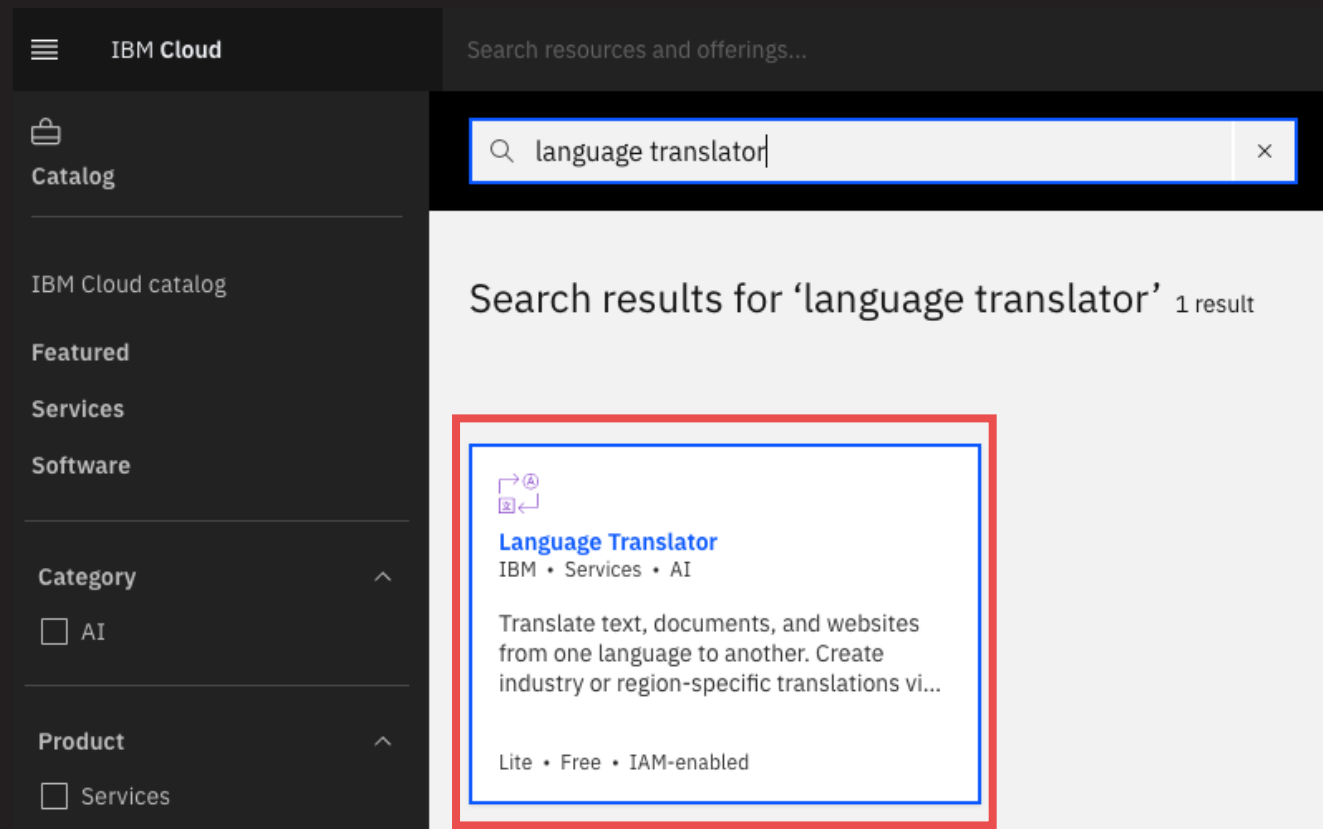 IBM Cloud
Search resources and offerings...
Catalog
IBM Cloud catalog
Featured
Services
Software
Category
AI
Product
Services
language translator
Search results for ‘language translator’ 1 result
Language Translator
IBM • Services • AI
Translate text, documents, and websites
from one language to another. Create
industry or region-specific translations vi...
Lite • Free • IAM-enabled